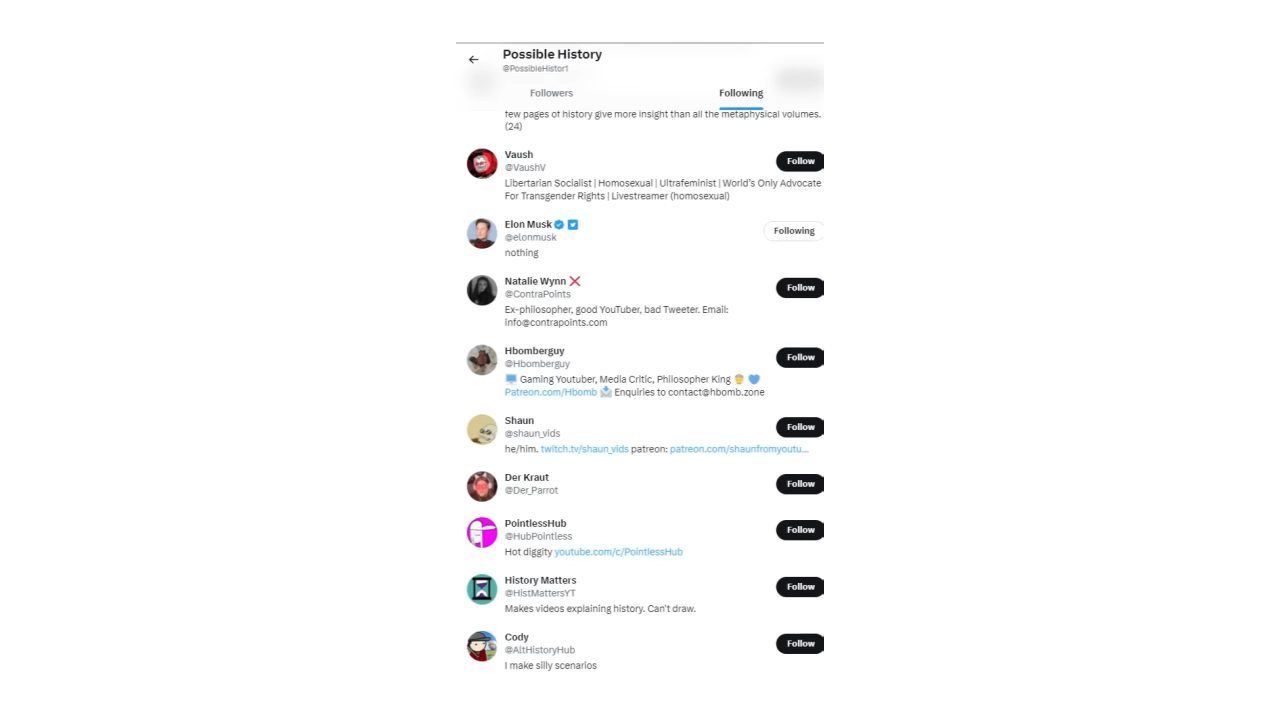 Possible History
@PossibleHistor1
Followers
Following
few pages of history give more insight than all the metaphysical volumes.
(24)
Vaush
@VaushV
Follow
Libertarian Socialist | Homosexual | Ultrafeminist | World's Only Advocate
For Transgender Rights | Livestreamer (homosexual)
Elon Musk
@elonmusk
Following
nothing
Natalie Wynn ❌
@ContraPoints
Follow
Ex-philosopher, good YouTuber, bad Tweeter. Email:
info@contrapoints.com
Hbomberguy
@Hbomberguy
Follow
🖥️ Gaming Youtuber, Media Critic, Philosopher King 🤴 💙
Patreon.com/Hbomb 📩 Enquiries to contact@hbomb.zone
Shaun
@shaun_vids
Follow
he/him. twitch.tv/shaun_vids patreon: patreon.com/shaunfromyoutu...
Der Kraut
@Der_Parrot
Follow
PointlessHub
@HubPointless
Follow
Hot diggity youtube.com/c/PointlessHub
History Matters
@HistMattersYT
Follow
Makes videos explaining history. Can't draw.
Cody
@AltHistoryHub
Follow
I make silly scenarios